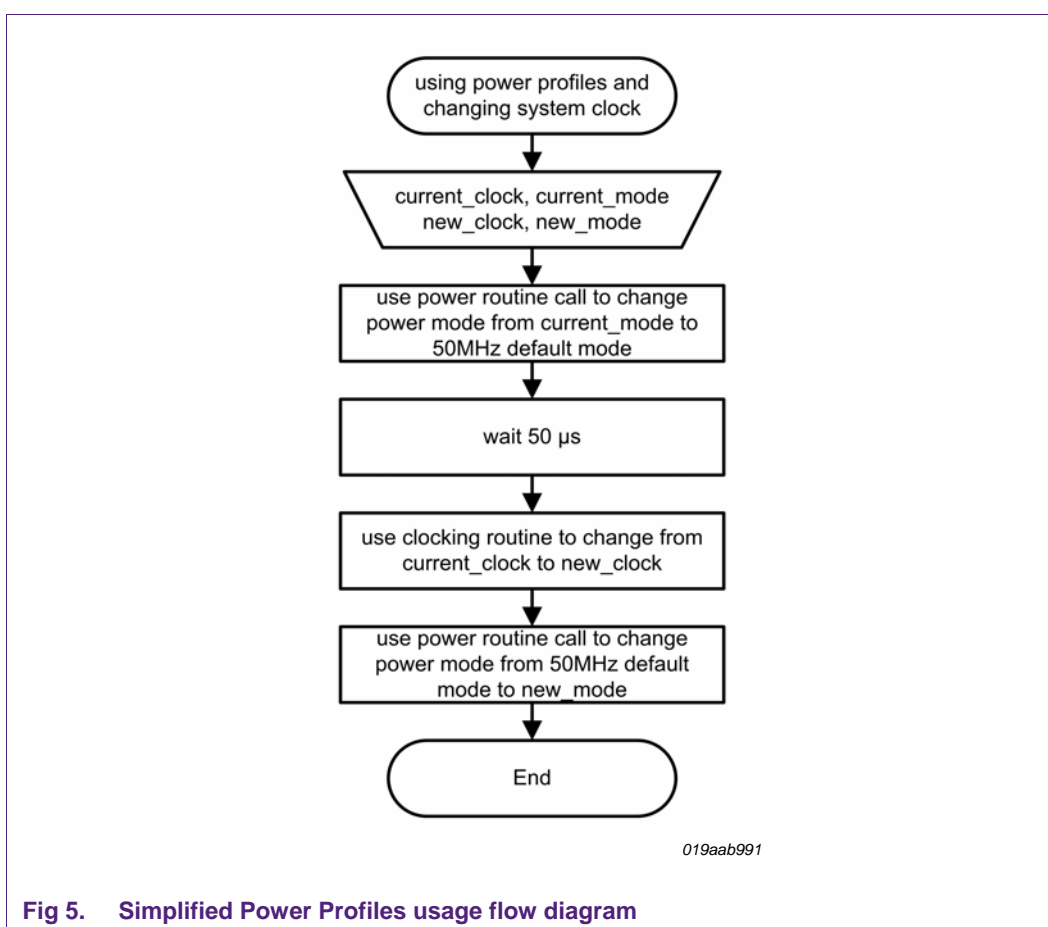 using power profiles and
changing system clock
current_clock, current_mode
new_clock, new_mode
use power routine call to change
power mode from current_mode to
50MHz default mode
wait 50 µs
use clocking routine to change from
current_clock to new_clock
use power routine call to change
power mode from 50MHz default
mode to new_mode
End
019aab991
Fig 5. Simplified Power Profiles usage flow diagram